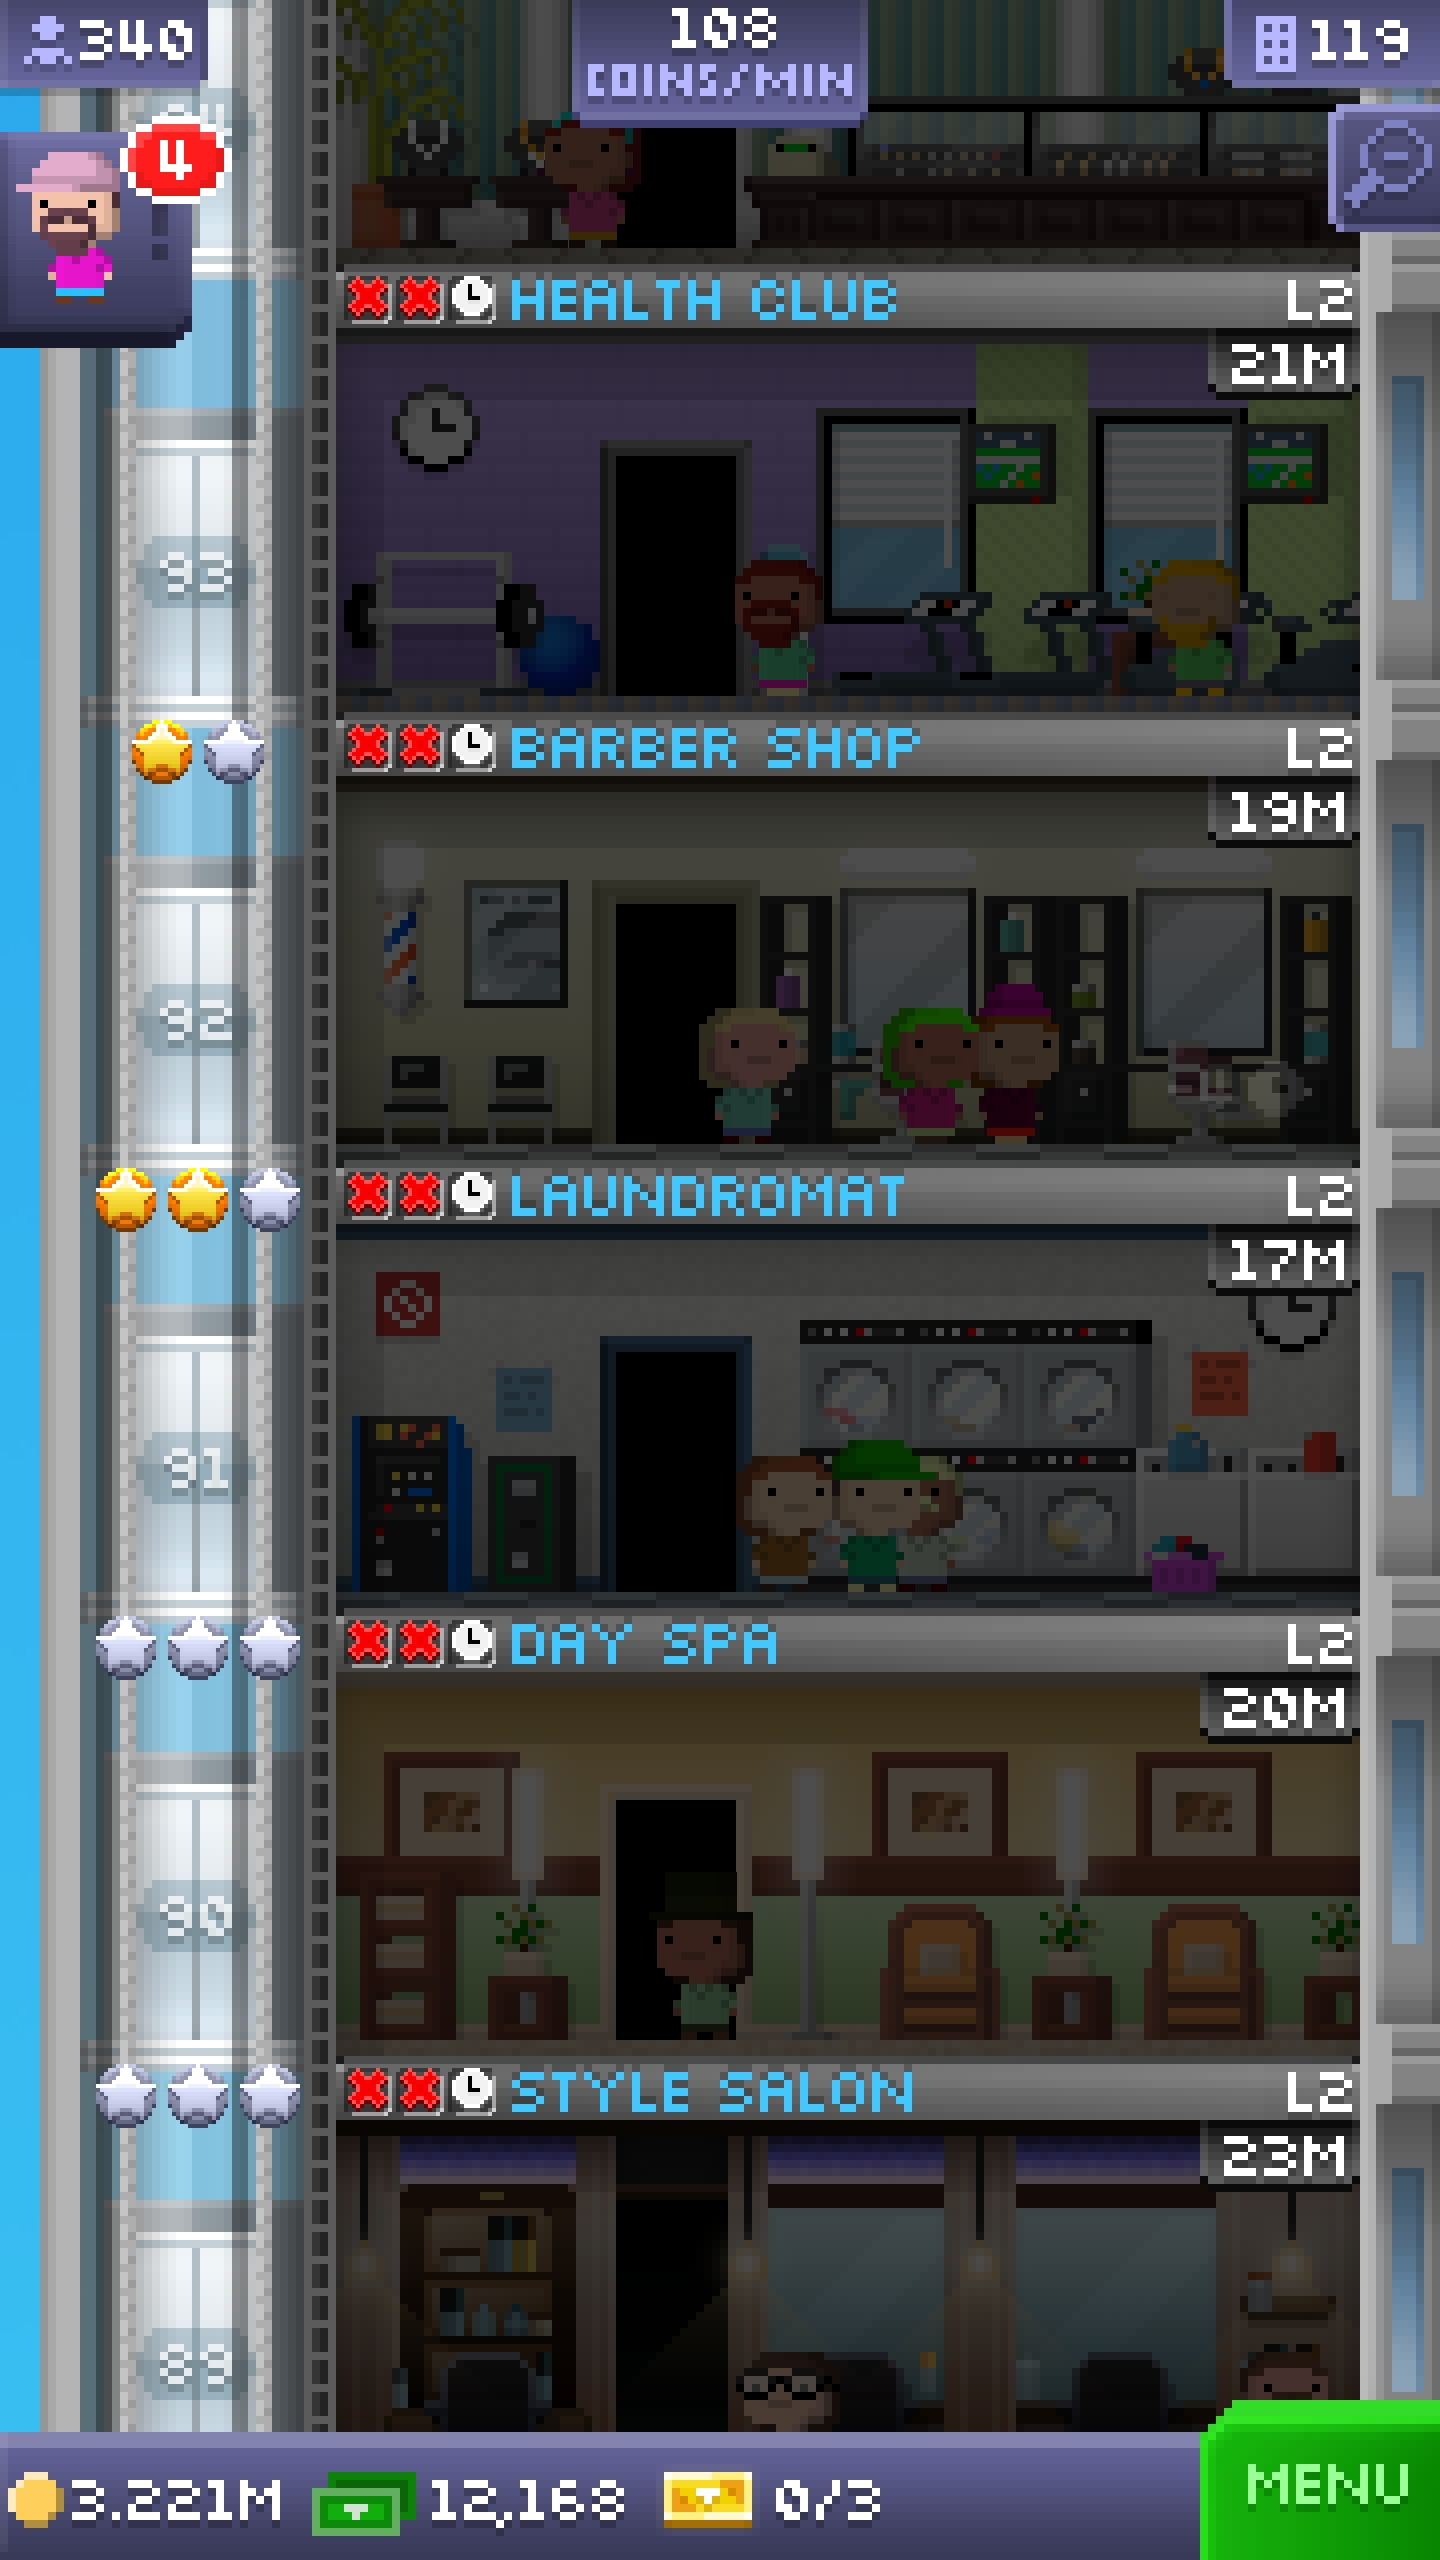 340
108
COINS/MIN
119
4
HEALTH CLUB L2
21M
93
BARBER SHOP L2
19M
92
LAUNDROMAT L2
17M
91
DAY SPA L2
20M
90
STYLE SALON L2
23M
3.221M 12,168 0/3 MENU